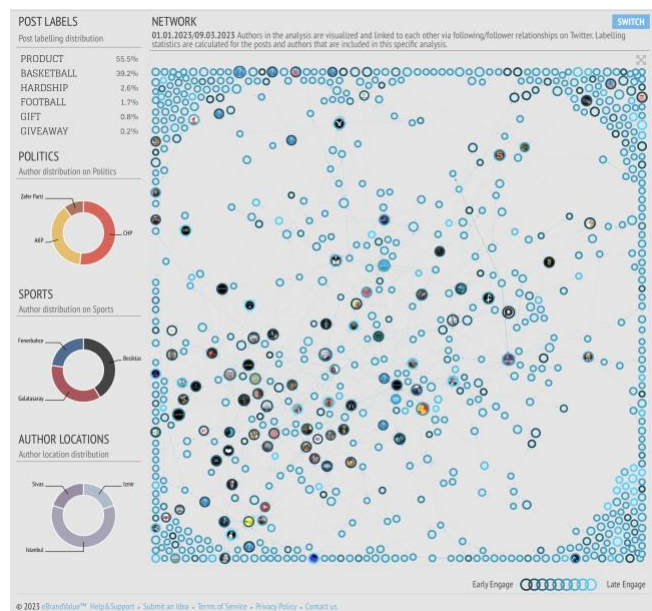 POST LABELS
Post labelling distribution
PRODUCT 55.5%
BASKETBALL 39.2%
HARDSHIP 2.6%
FOOTBALL 1.7%
GIFT 0.8%
GIVEAWAY 0.2%
POLITICS
Author distribution on Politics
Zafer Parti
AKP
CHP
SPORTS
Author distribution on Sports
Fenerbahce
Besiktas
Galatasaray
AUTHOR LOCATIONS
Author location distribution
Sivas
Izmir
Istanbul
NETWORK
SWITCH
01.01.2023/09.03.2023 Authors in the analysis are visualized and linked to each other via following/follower relationships on Twitter. Labelling
statistics are calculated for the posts and authors that are included in this specific analysis.
Early Engage
Late Engage
© 2023 eBrandValue™ Help&Support - Submit an Idea - Terms of Service - Privacy Policy - Contact us